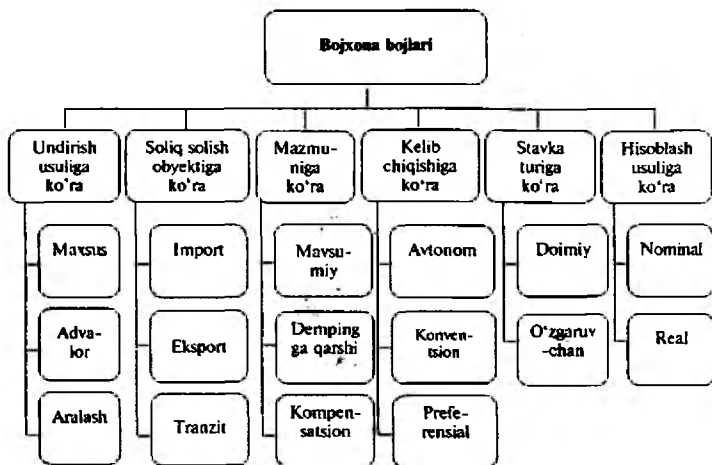 Bojxona bojlari
Undirish
usuliga
ko'ra
Soliq solish
obyektiga
ko'ra
Mazmu-
niga
ko'ra
Kelib
chiqishiga
ko'ra
Stavka
turiga
ko'ra
Hisoblash
usuliga
ko'ra
Maxsus
Import
Mavsu-
miy
Avtonom
Doimiy
Nominal
Adva-
lor
Eksport
Demping
ga qarshi
Konven-
tsion
O'zgaruv
-chan
Real
Aralash
Tranzit
Kompen-
satsion
Prefe-
rensial